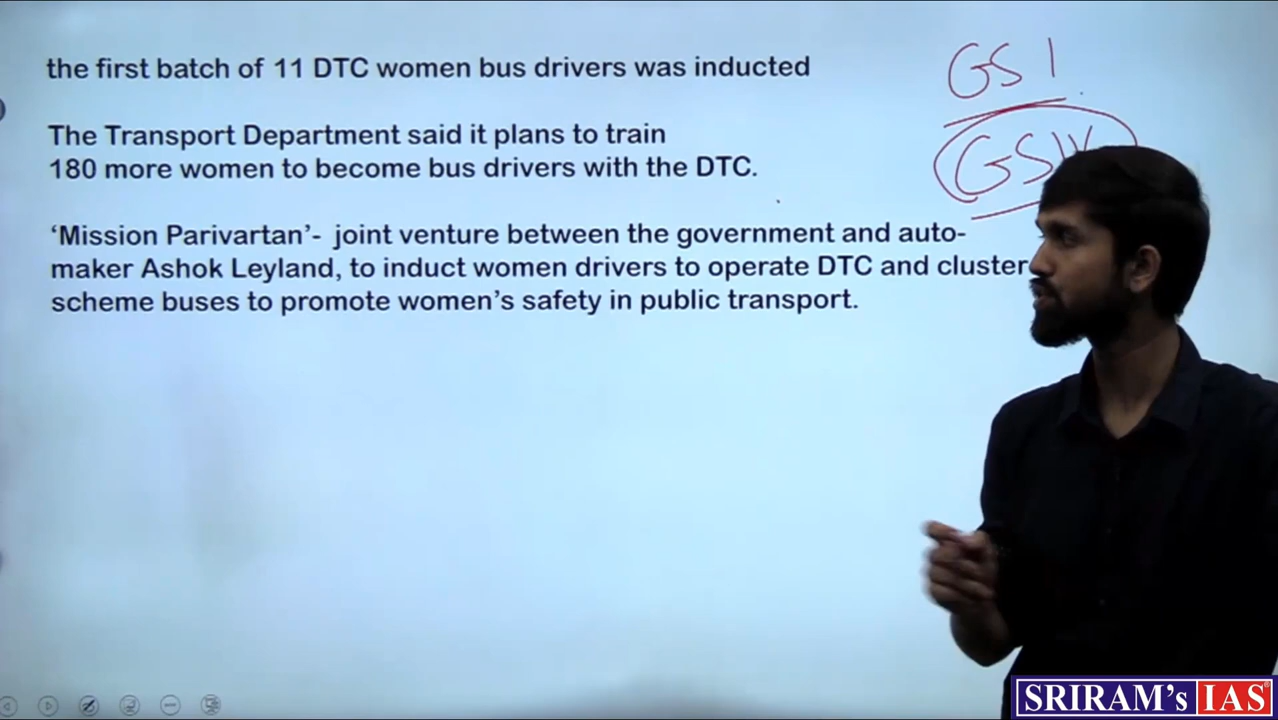 the first batch of 11 DTC women bus drivers was inducted
GS I
The Transport Department said it plans to train
180 more women to become bus drivers with the DTC.
GSIV
‘Mission Parivartan’- joint venture between the government and auto-
maker Ashok Leyland, to induct women drivers to operate DTC and cluster
scheme buses to promote women’s safety in public transport.
SRIRAM's IAS